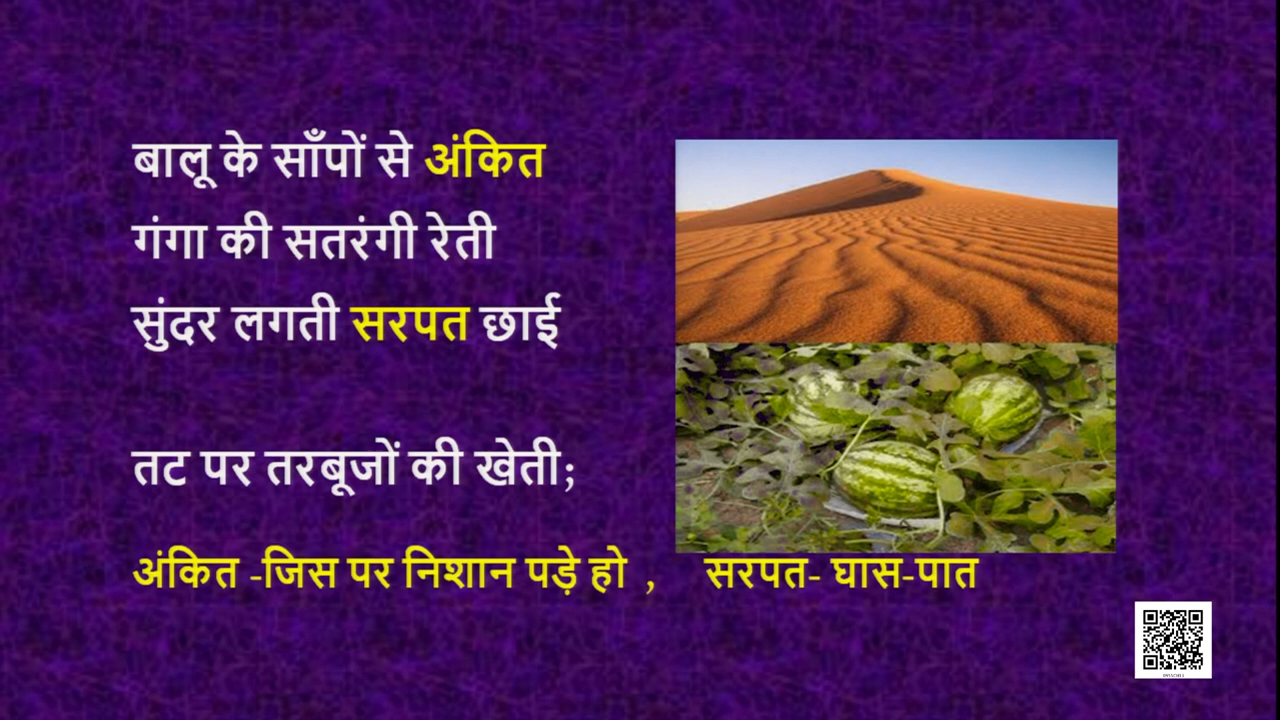 बालू के साँपों से अंकित
गंगा की सतरंगी रेती
सुंदर लगती सरपत छाई
तट पर तरबूजों की खेती;
अंकित -जिस पर निशान पड़े हो , सरपत- घास-पात